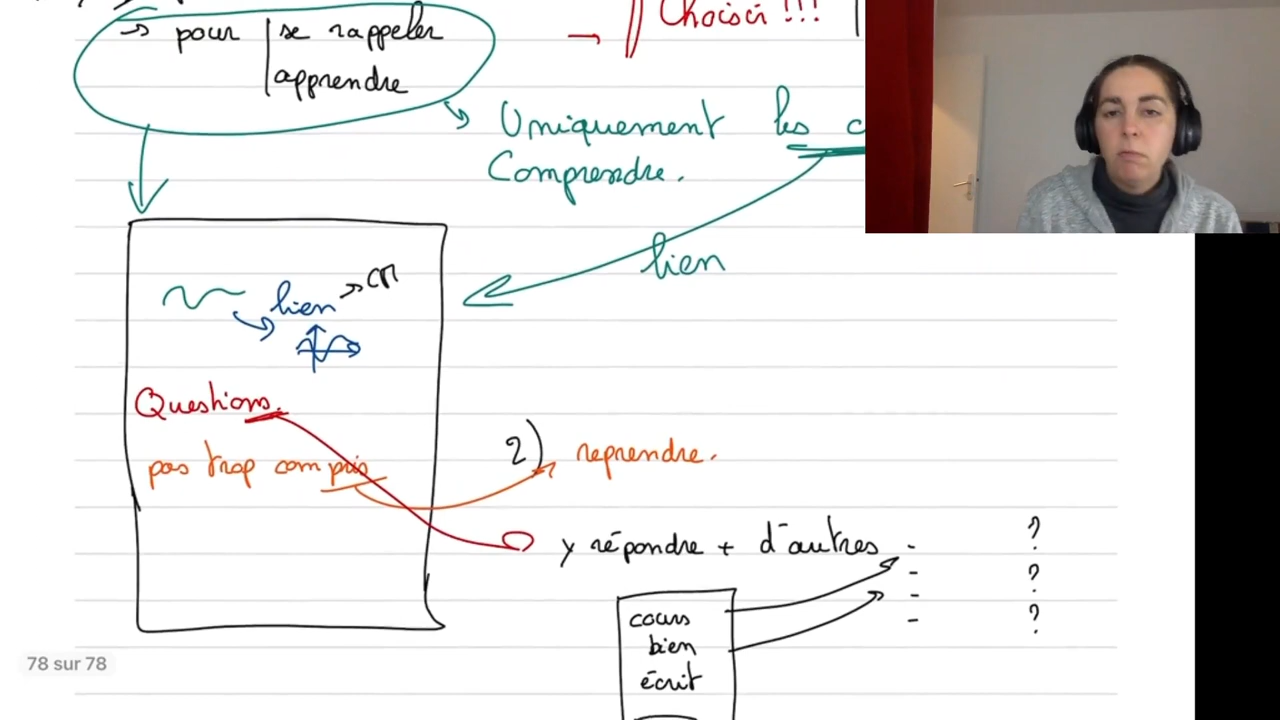 → pour | se rappeler
apprendre
→ Choisir !!!
Uniquement les c
Comprendre.
lien
lien → CM
Questions.
pas trop compris
2) reprendre.
y répondre + d'autres - ?
- ?
-
- ?
cours
bien
écrit
78 sur 78